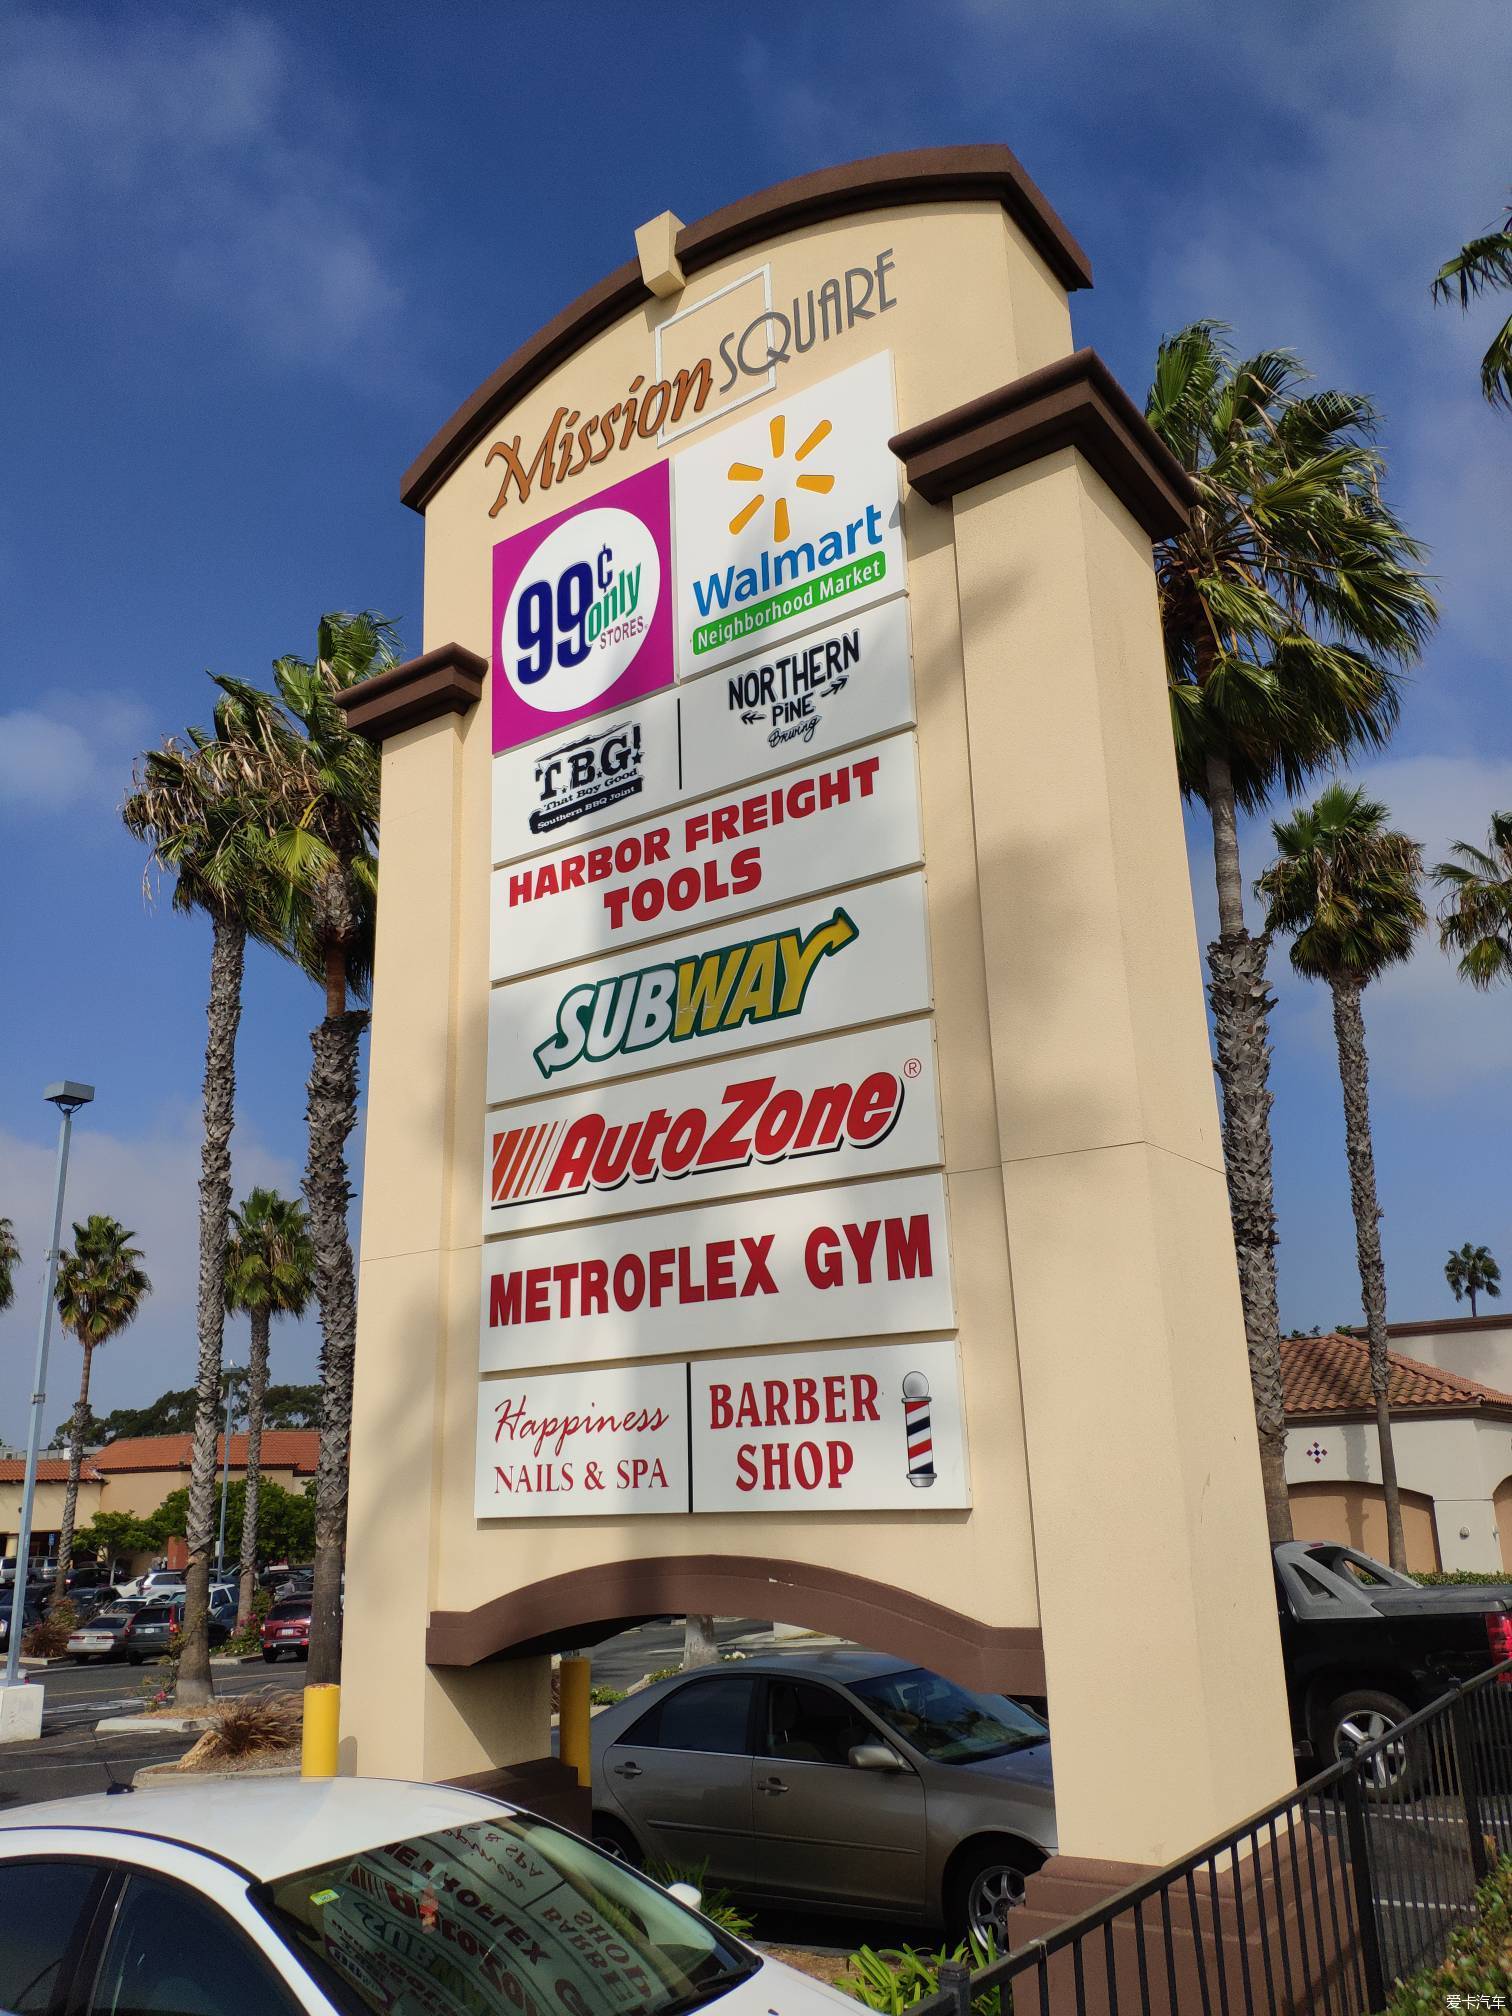 Mission SQUARE
99¢ only
STORES®
Walmart
Neighborhood Market
T.B.G!
That Boy Good
Southern BBQ Joint
NORTHERN
PINE
Brewing
HARBOR FREIGHT
TOOLS
SUBWAY
AutoZone®
METROFLEX GYM
Happiness
NAILS & SPA
BARBER
SHOP
爱卡汽车